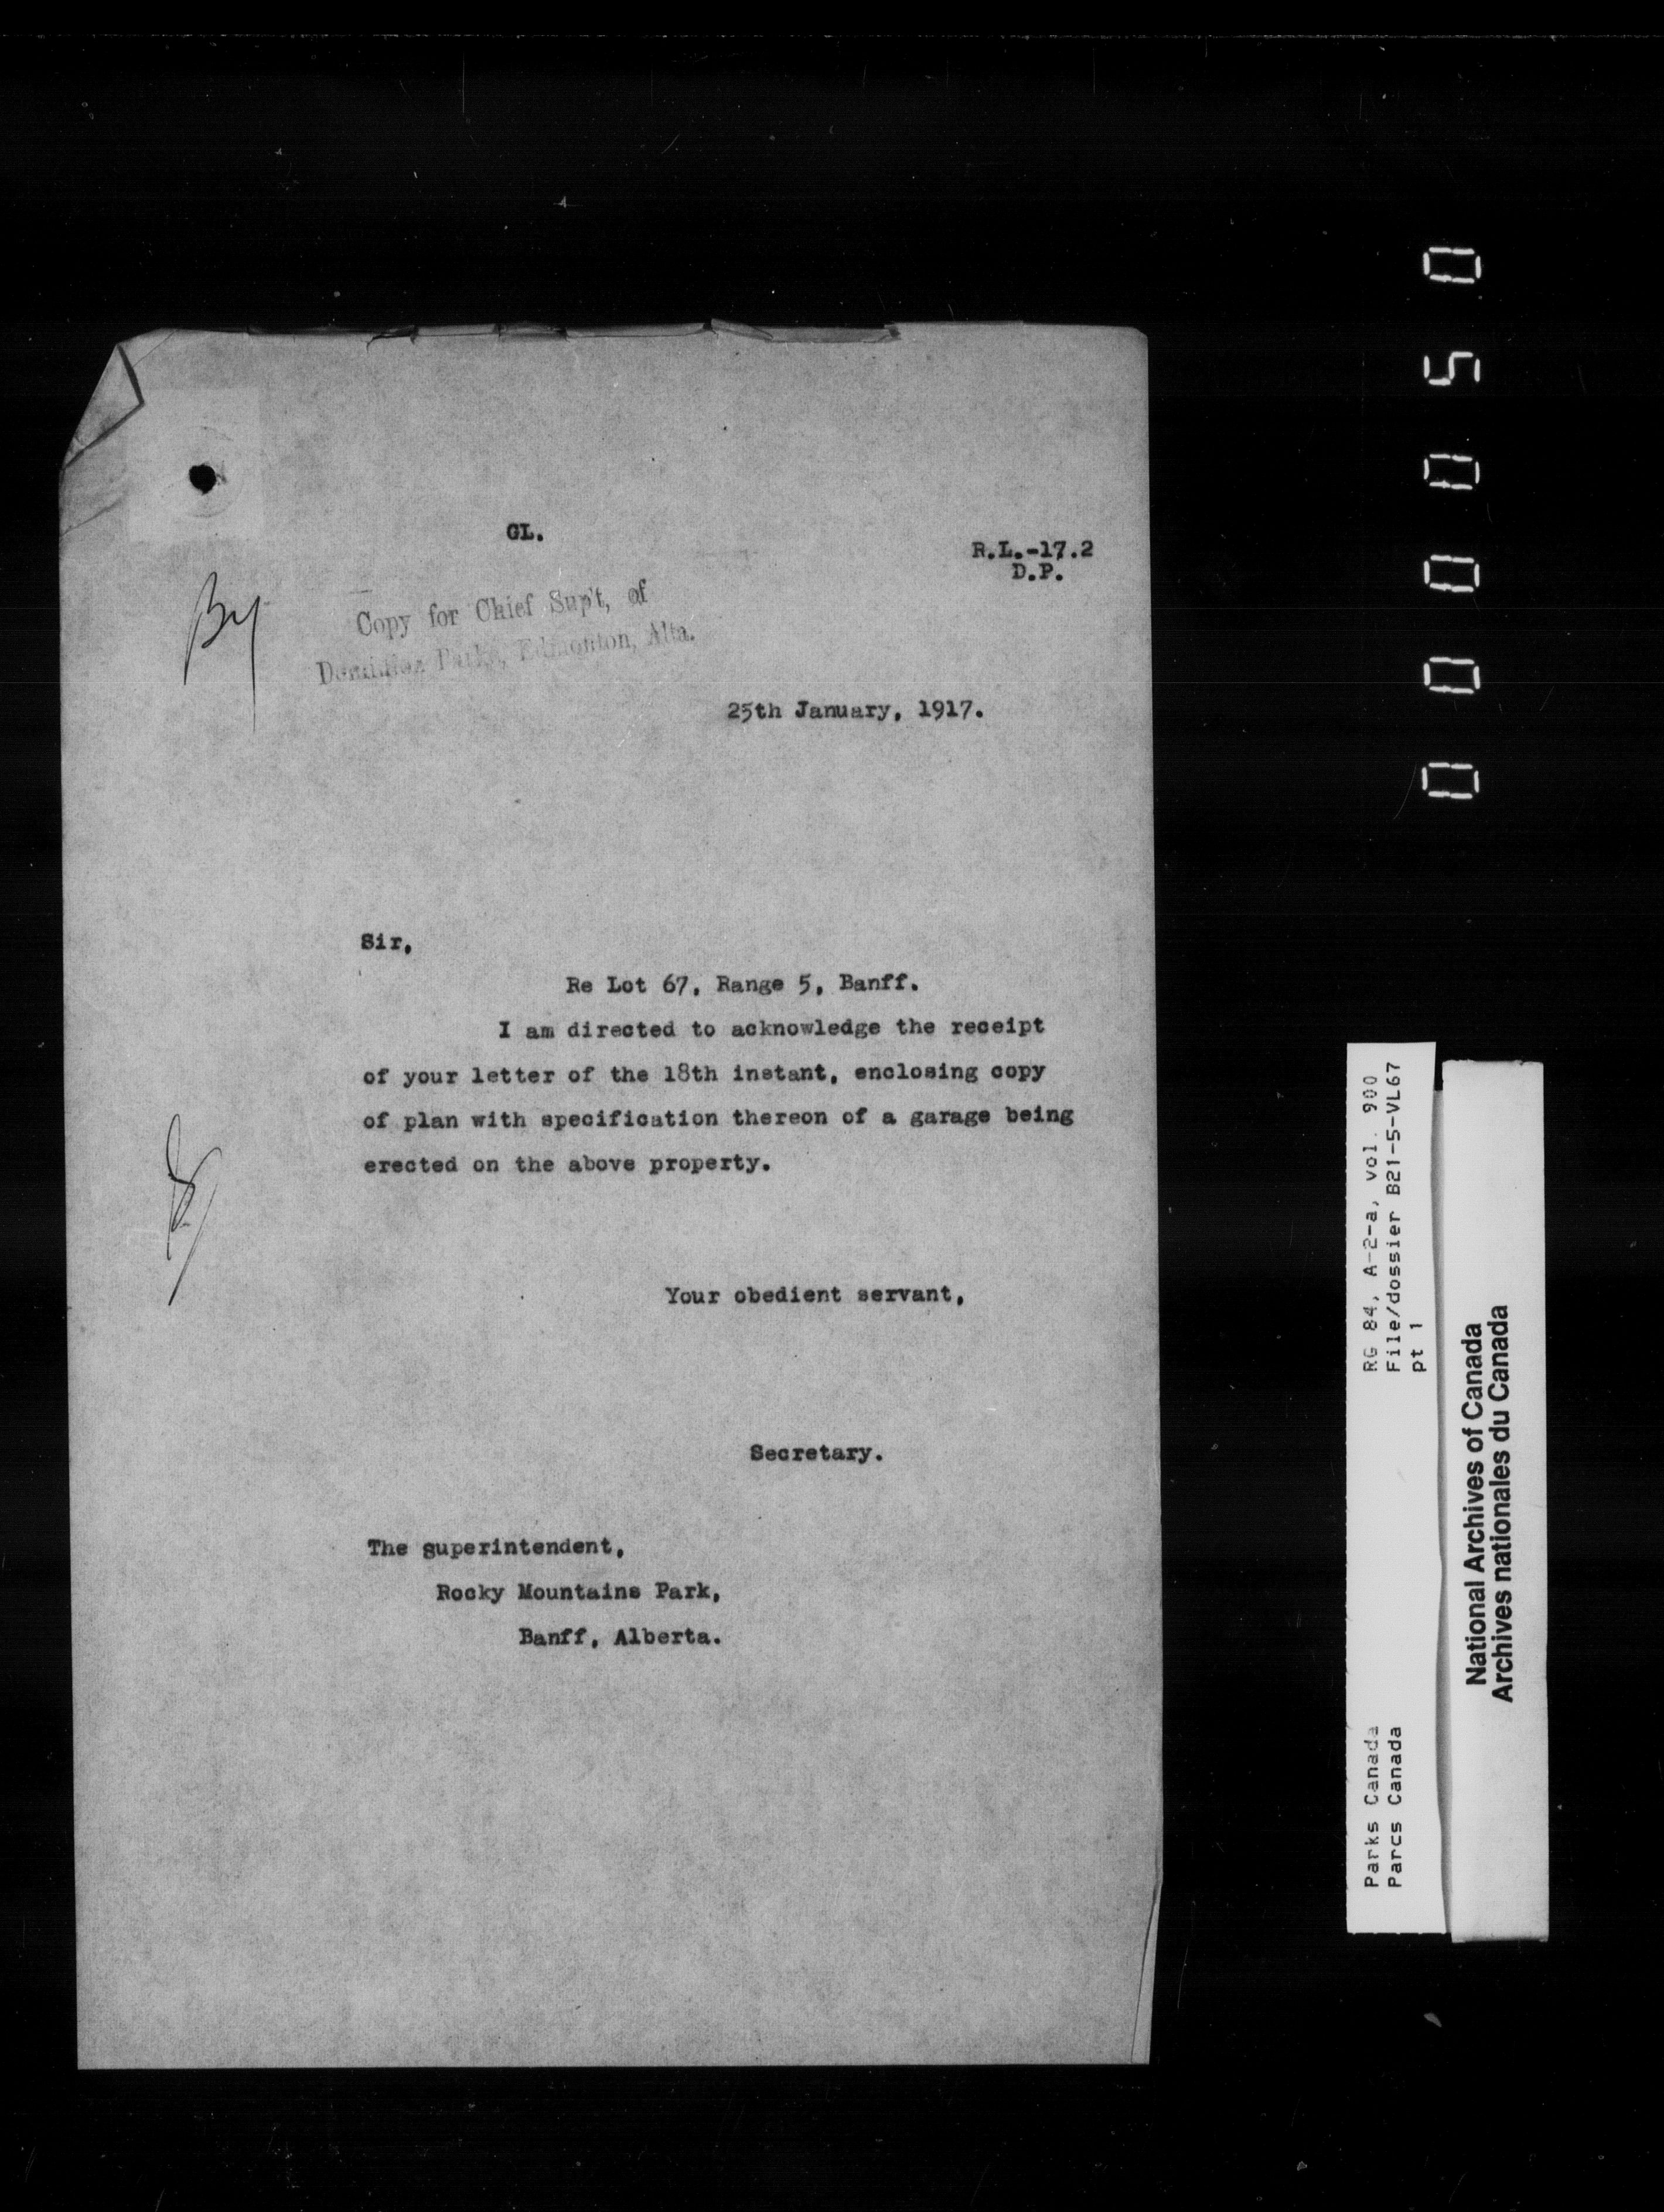 GL.
R.L.-17.2
D.P.
By
Copy for Chief Sup't, of
Dominion Parks, Edmonton, Alta.
25th January, 1917.
Sir,
Re Lot 67, Range 5, Banff.
I am directed to acknowledge the receipt
of your letter of the 18th instant, enclosing copy
of plan with specification thereon of a garage being
erected on the above property.
Your obedient servant,
Secretary.
The Superintendent,
Rocky Mountains Park,
Banff, Alberta.
000050
RG 84, A-2-a, vol. 900
File/dossier B21-5-VL67
pt 1
Parks Canada
Parcs Canada
National Archives of Canada
Archives nationales du Canada